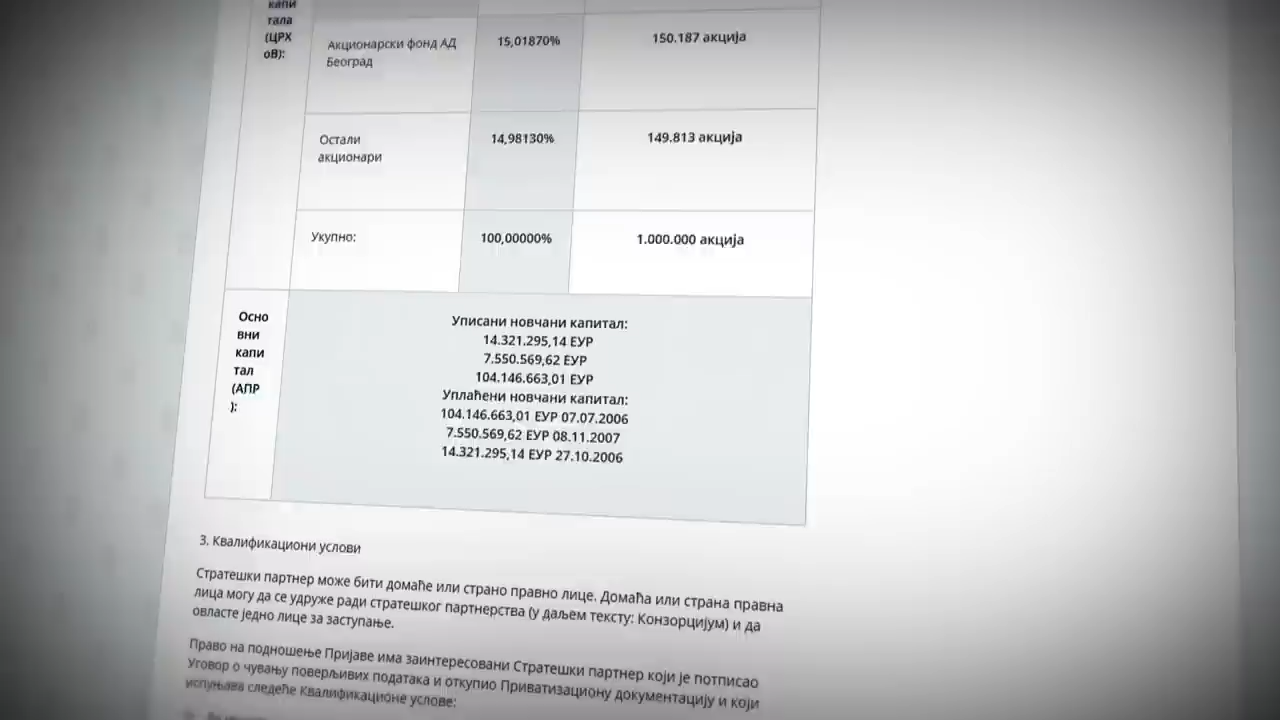 капи
тала
(ЦРХ
оВ):
Акционарски фонд АД
Београд
15,01870%
150.187 акција
Остали
акционари
14,98130%
149.813 акција
Укупно:
100,00000%
1.000.000 акција
Осно
вни
капи
тал
(АПР
):
Уписани новчани капитал:
14.321.295,14 ЕУР
7.550.569,62 ЕУР
104.146.663,01 ЕУР
Уплаћени новчани капитал:
104.146.663,01 ЕУР 07.07.2006
7.550.569,62 ЕУР 08.11.2007
14.321.295,14 ЕУР 27.10.2006
3. Квалификациони услови
Стратешки партнер може бити домаће или страно правно лице. Домаћа или страна правна
лица могу да се удруже ради стратешког партнерства (у даљем тексту: Конзорцијум) и да
овласте једно лице за заступање.
Право на подношење Пријаве има заинтересовани Стратешки партнер који је потписао
Уговор о чувању поверљивих података и откупио Приватизациону документацију и који
испуњава следеће Квалификационе услове: